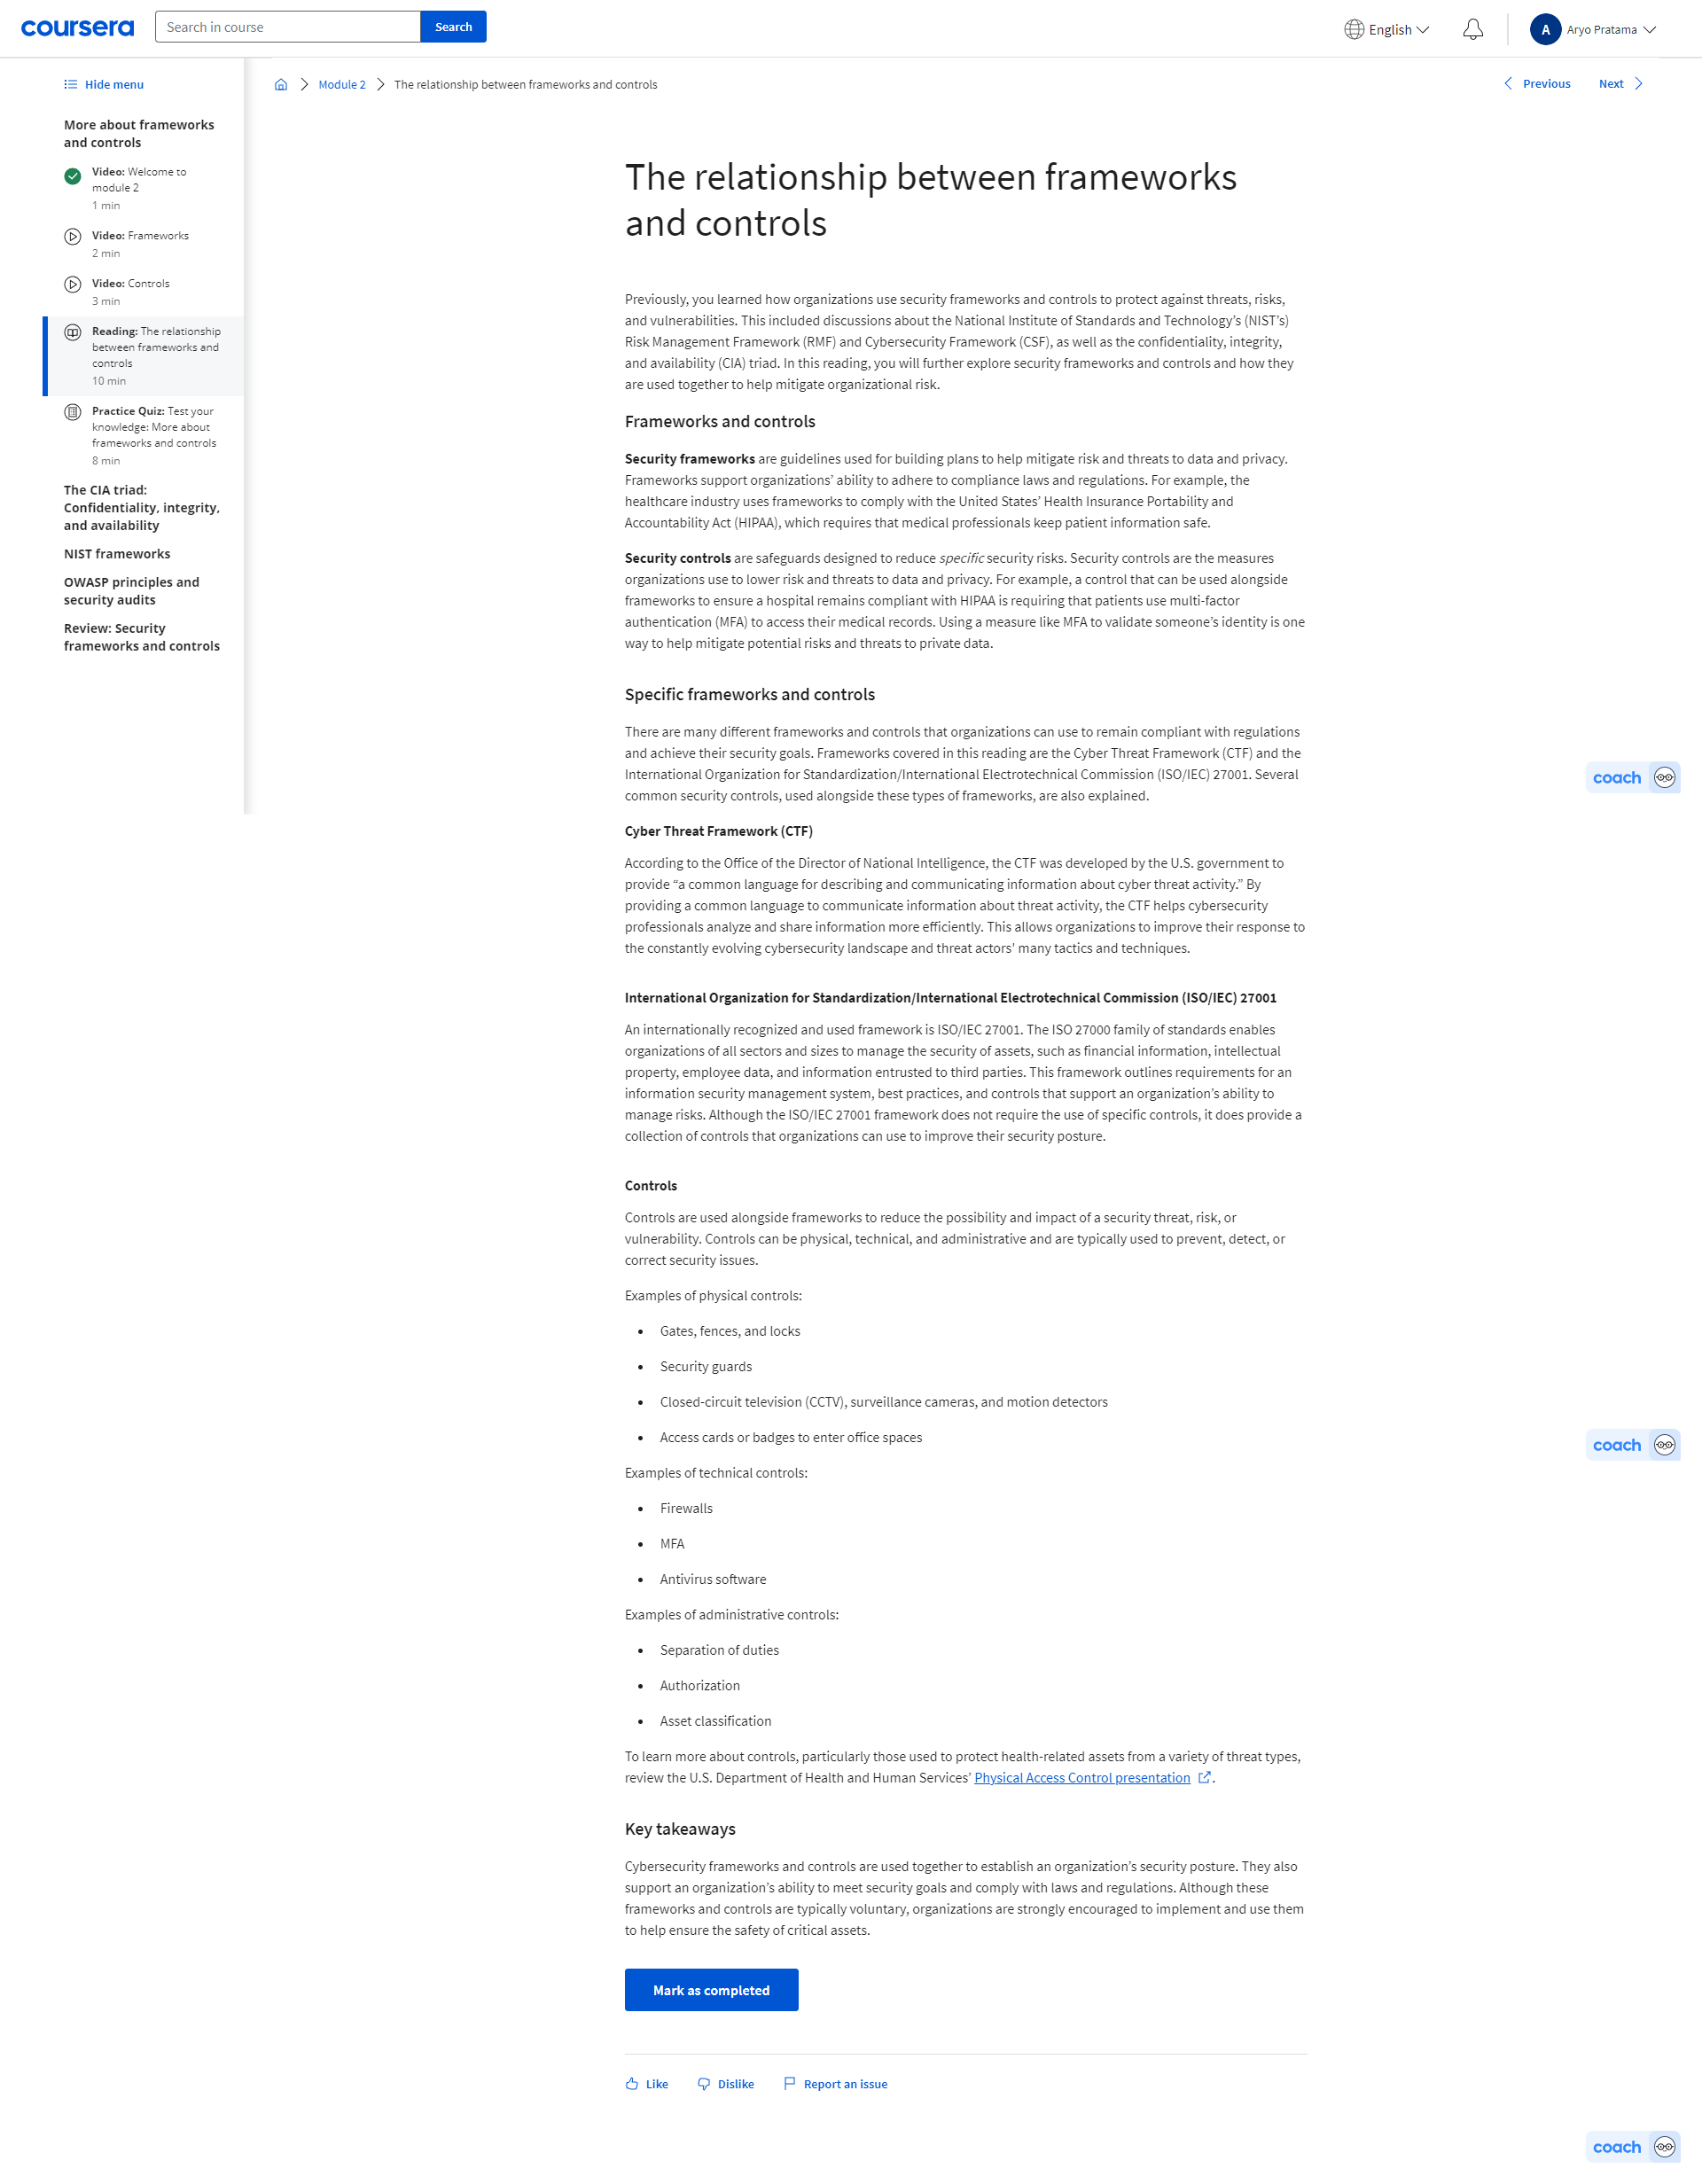 coursera
Search in course
Search
English
A
Aryo Pratama
Hide menu
More about frameworks
and controls
Video: Welcome to
module 2
1 min
Video: Frameworks
2 min
Video: Controls
3 min
Reading: The relationship
between frameworks and
controls
10 min
Practice Quiz: Test your
knowledge: More about
frameworks and controls
8 min
The CIA triad:
Confidentiality, integrity,
and availability
NIST frameworks
OWASP principles and
security audits
Review: Security
frameworks and controls
Module 2
The relationship between frameworks and controls
Previous
Next
The relationship between frameworks
and controls
Previously, you learned how organizations use security frameworks and controls to protect against threats, risks,
and vulnerabilities. This included discussions about the National Institute of Standards and Technology’s (NIST’s)
Risk Management Framework (RMF) and Cybersecurity Framework (CSF), as well as the confidentiality, integrity,
and availability (CIA) triad. In this reading, you will further explore security frameworks and controls and how they
are used together to help mitigate organizational risk.
Frameworks and controls
Security frameworks are guidelines used for building plans to help mitigate risk and threats to data and privacy.
Frameworks support organizations’ ability to adhere to compliance laws and regulations. For example, the
healthcare industry uses frameworks to comply with the United States’ Health Insurance Portability and
Accountability Act (HIPAA), which requires that medical professionals keep patient information safe.
Security controls are safeguards designed to reduce specific security risks. Security controls are the measures
organizations use to lower risk and threats to data and privacy. For example, a control that can be used alongside
frameworks to ensure a hospital remains compliant with HIPAA is requiring that patients use multi-factor
authentication (MFA) to access their medical records. Using a measure like MFA to validate someone’s identity is one
way to help mitigate potential risks and threats to private data.
Specific frameworks and controls
There are many different frameworks and controls that organizations can use to remain compliant with regulations
and achieve their security goals. Frameworks covered in this reading are the Cyber Threat Framework (CTF) and the
International Organization for Standardization/International Electrotechnical Commission (ISO/IEC) 27001. Several
common security controls, used alongside these types of frameworks, are also explained.
coach
Cyber Threat Framework (CTF)
According to the Office of the Director of National Intelligence, the CTF was developed by the U.S. government to
provide “a common language for describing and communicating information about cyber threat activity.” By
providing a common language to communicate information about threat activity, the CTF helps cybersecurity
professionals analyze and share information more efficiently. This allows organizations to improve their response to
the constantly evolving cybersecurity landscape and threat actors' many tactics and techniques.
International Organization for Standardization/International Electrotechnical Commission (ISO/IEC) 27001
An internationally recognized and used framework is ISO/IEC 27001. The ISO 27000 family of standards enables
organizations of all sectors and sizes to manage the security of assets, such as financial information, intellectual
property, employee data, and information entrusted to third parties. This framework outlines requirements for an
information security management system, best practices, and controls that support an organization’s ability to
manage risks. Although the ISO/IEC 27001 framework does not require the use of specific controls, it does provide a
collection of controls that organizations can use to improve their security posture.
Controls
Controls are used alongside frameworks to reduce the possibility and impact of a security threat, risk, or
vulnerability. Controls can be physical, technical, and administrative and are typically used to prevent, detect, or
correct security issues.
Examples of physical controls:
• Gates, fences, and locks
• Security guards
• Closed-circuit television (CCTV), surveillance cameras, and motion detectors
• Access cards or badges to enter office spaces
coach
Examples of technical controls:
• Firewalls
• MFA
• Antivirus software
Examples of administrative controls:
• Separation of duties
• Authorization
• Asset classification
To learn more about controls, particularly those used to protect health-related assets from a variety of threat types,
review the U.S. Department of Health and Human Services’ Physical Access Control presentation.
Key takeaways
Cybersecurity frameworks and controls are used together to establish an organization’s security posture. They also
support an organization’s ability to meet security goals and comply with laws and regulations. Although these
frameworks and controls are typically voluntary, organizations are strongly encouraged to implement and use them
to help ensure the safety of critical assets.
Mark as completed
Like
Dislike
Report an issue
coach